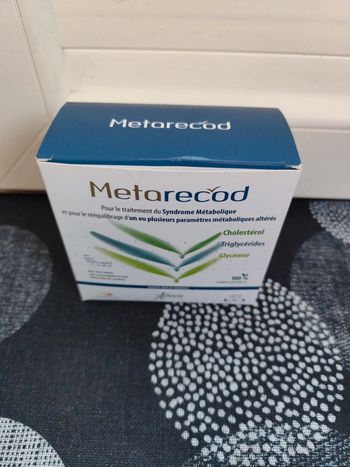 Metarecod
Metarecod
Pour le traitement du Syndrome Métabolique
et pour le rééquilibrage d'un ou plusieurs paramètres métaboliques altérés
Cholestérol
Triglycérides
Glycémie
100 %
Aboca